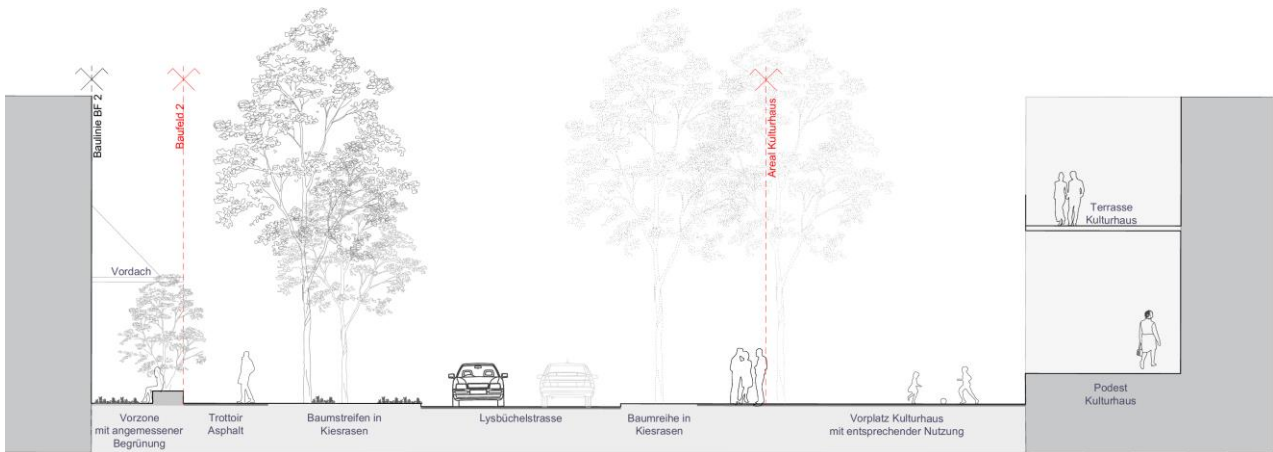 Baulinie BF 2
Baufeld 2
Areal Kulturhaus
Vordach
Terrasse
Kulturhaus
Vorzone
mit angemessener
Begrünung
Trottoir
Asphalt
Baumstreifen in
Kiesrasen
Lysbüchelstrasse
Baumreihe in
Kiesrasen
Vorplatz Kulturhaus
mit entsprechender Nutzung
Podest
Kulturhaus